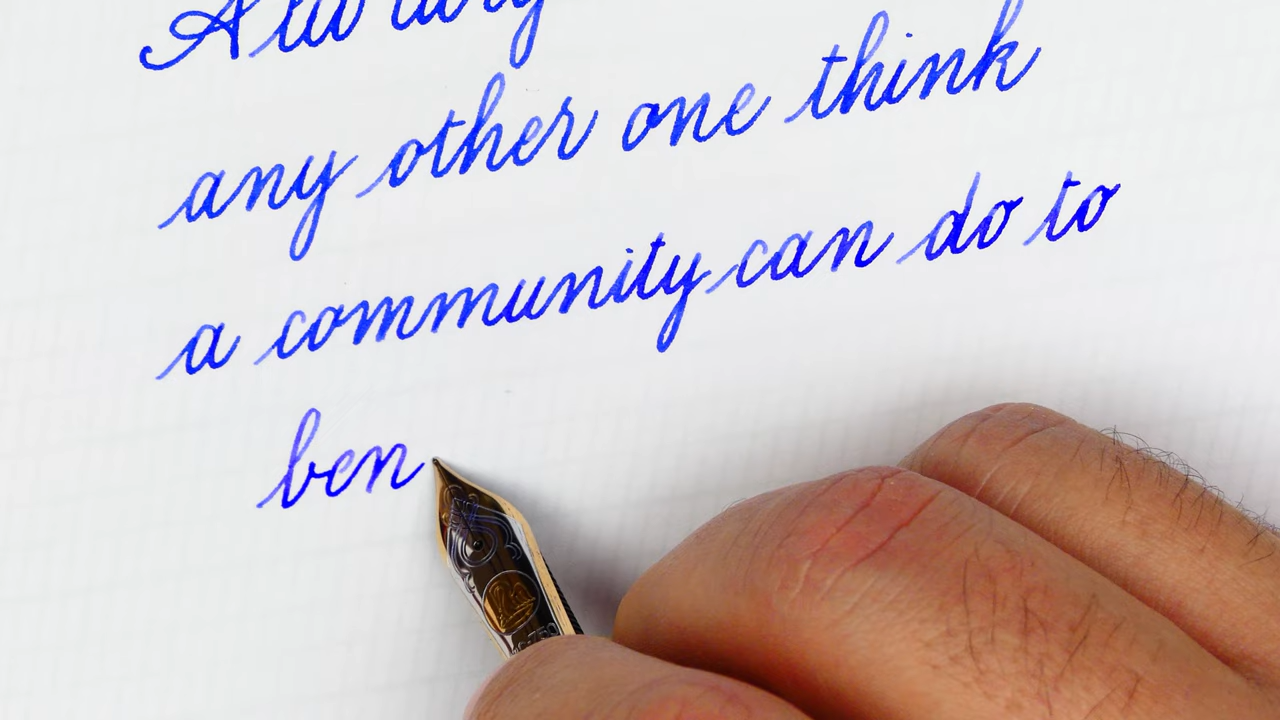 any other one think
a community can do to
ben